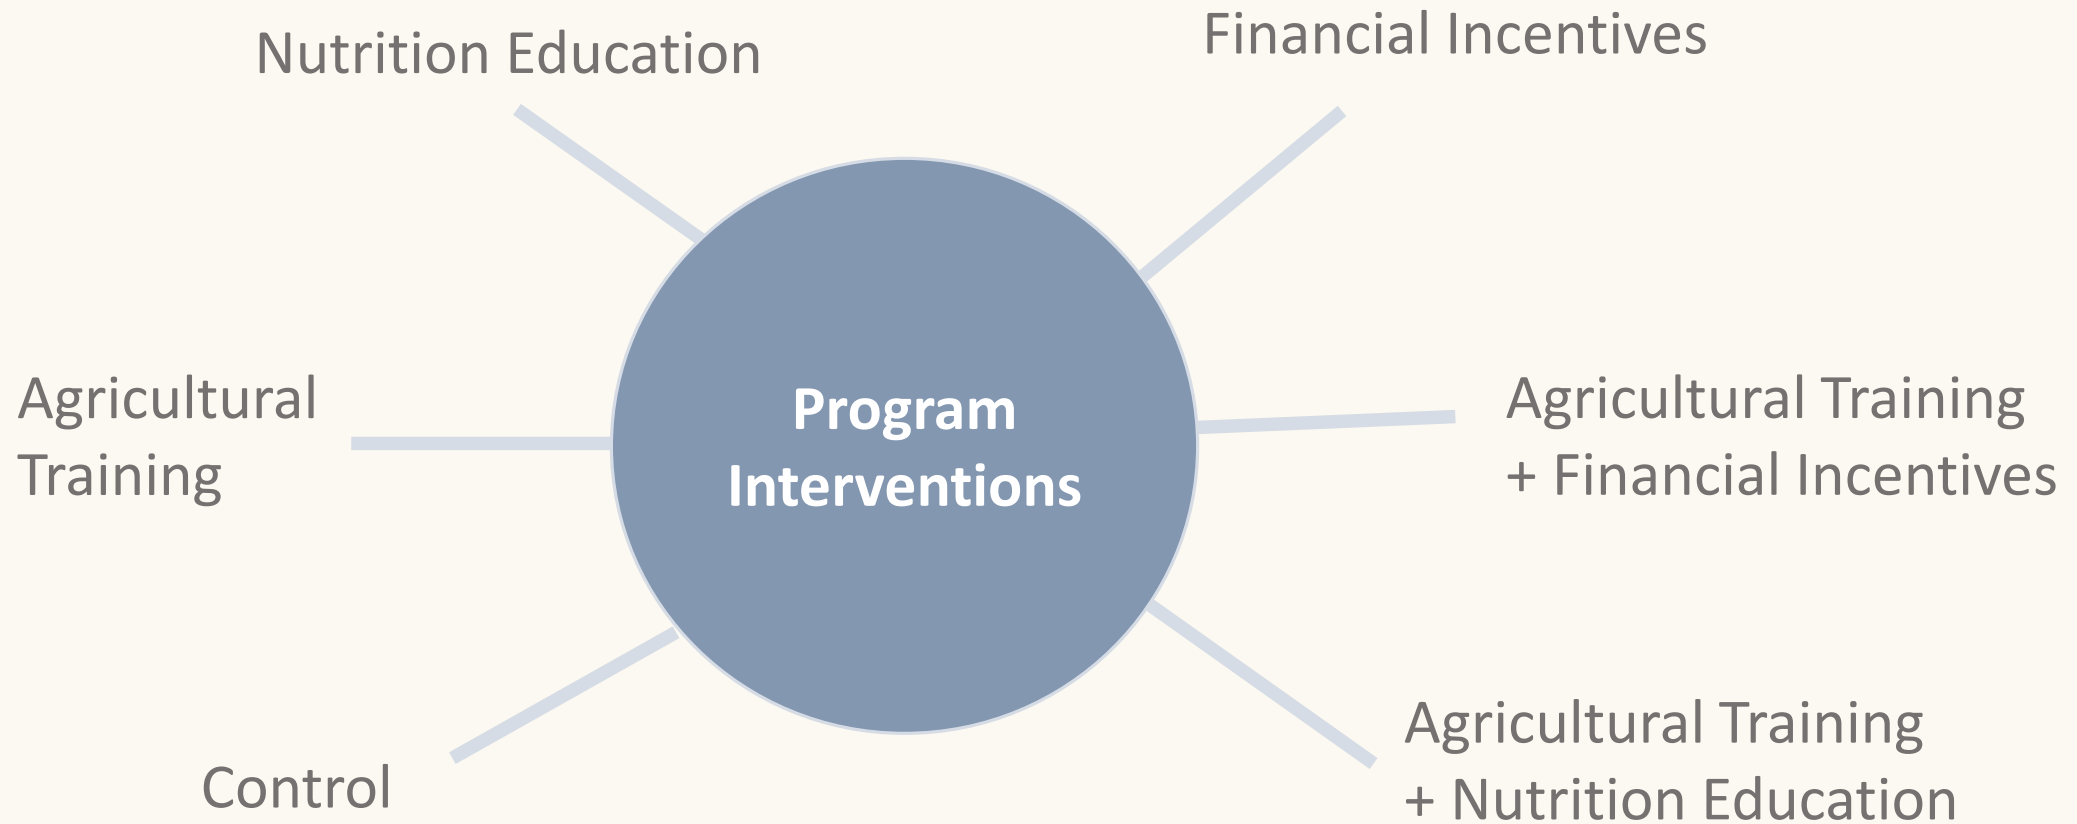 Nutrition Education
Financial Incentives
Agricultural
Training
Program
Interventions
Agricultural Training
+ Financial Incentives
Control
Agricultural Training
+ Nutrition Education